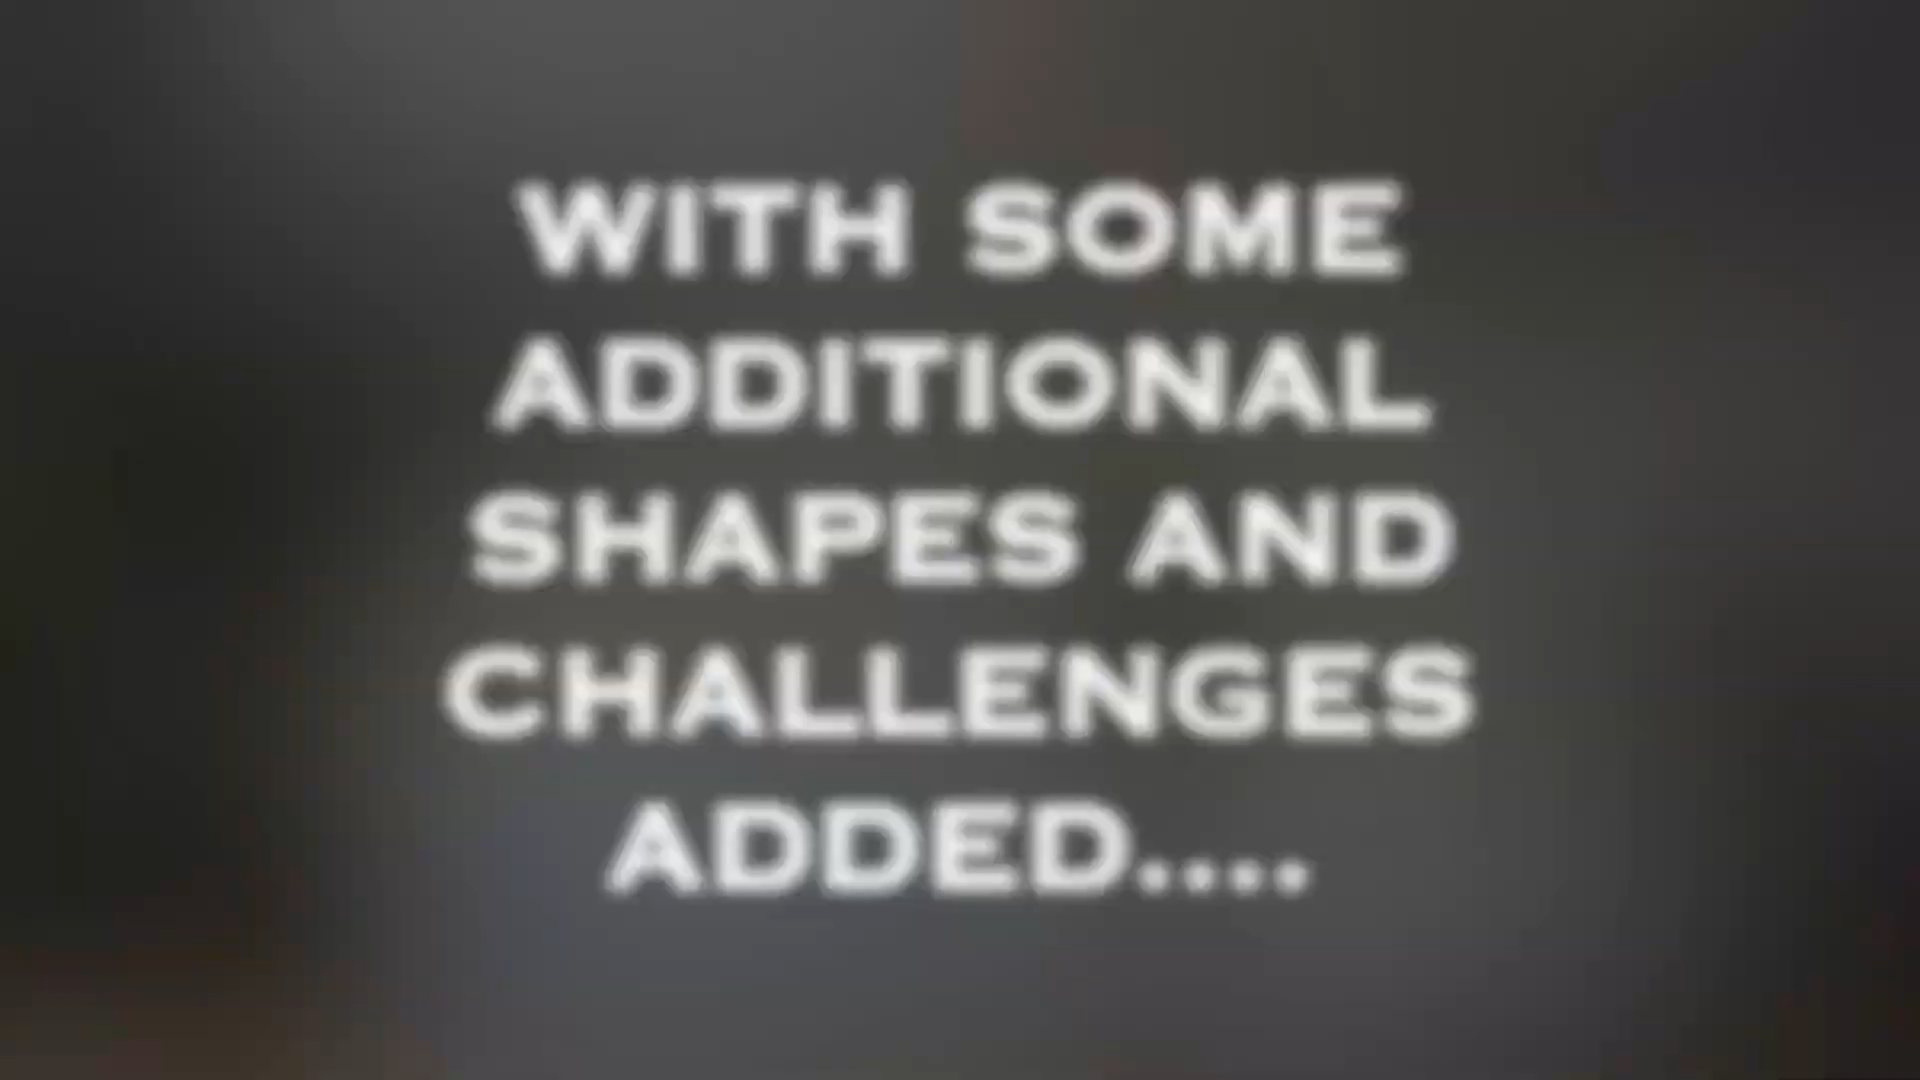 WITH SOME
ADDITIONAL
SHAPES AND
CHALLENGES
ADDED....